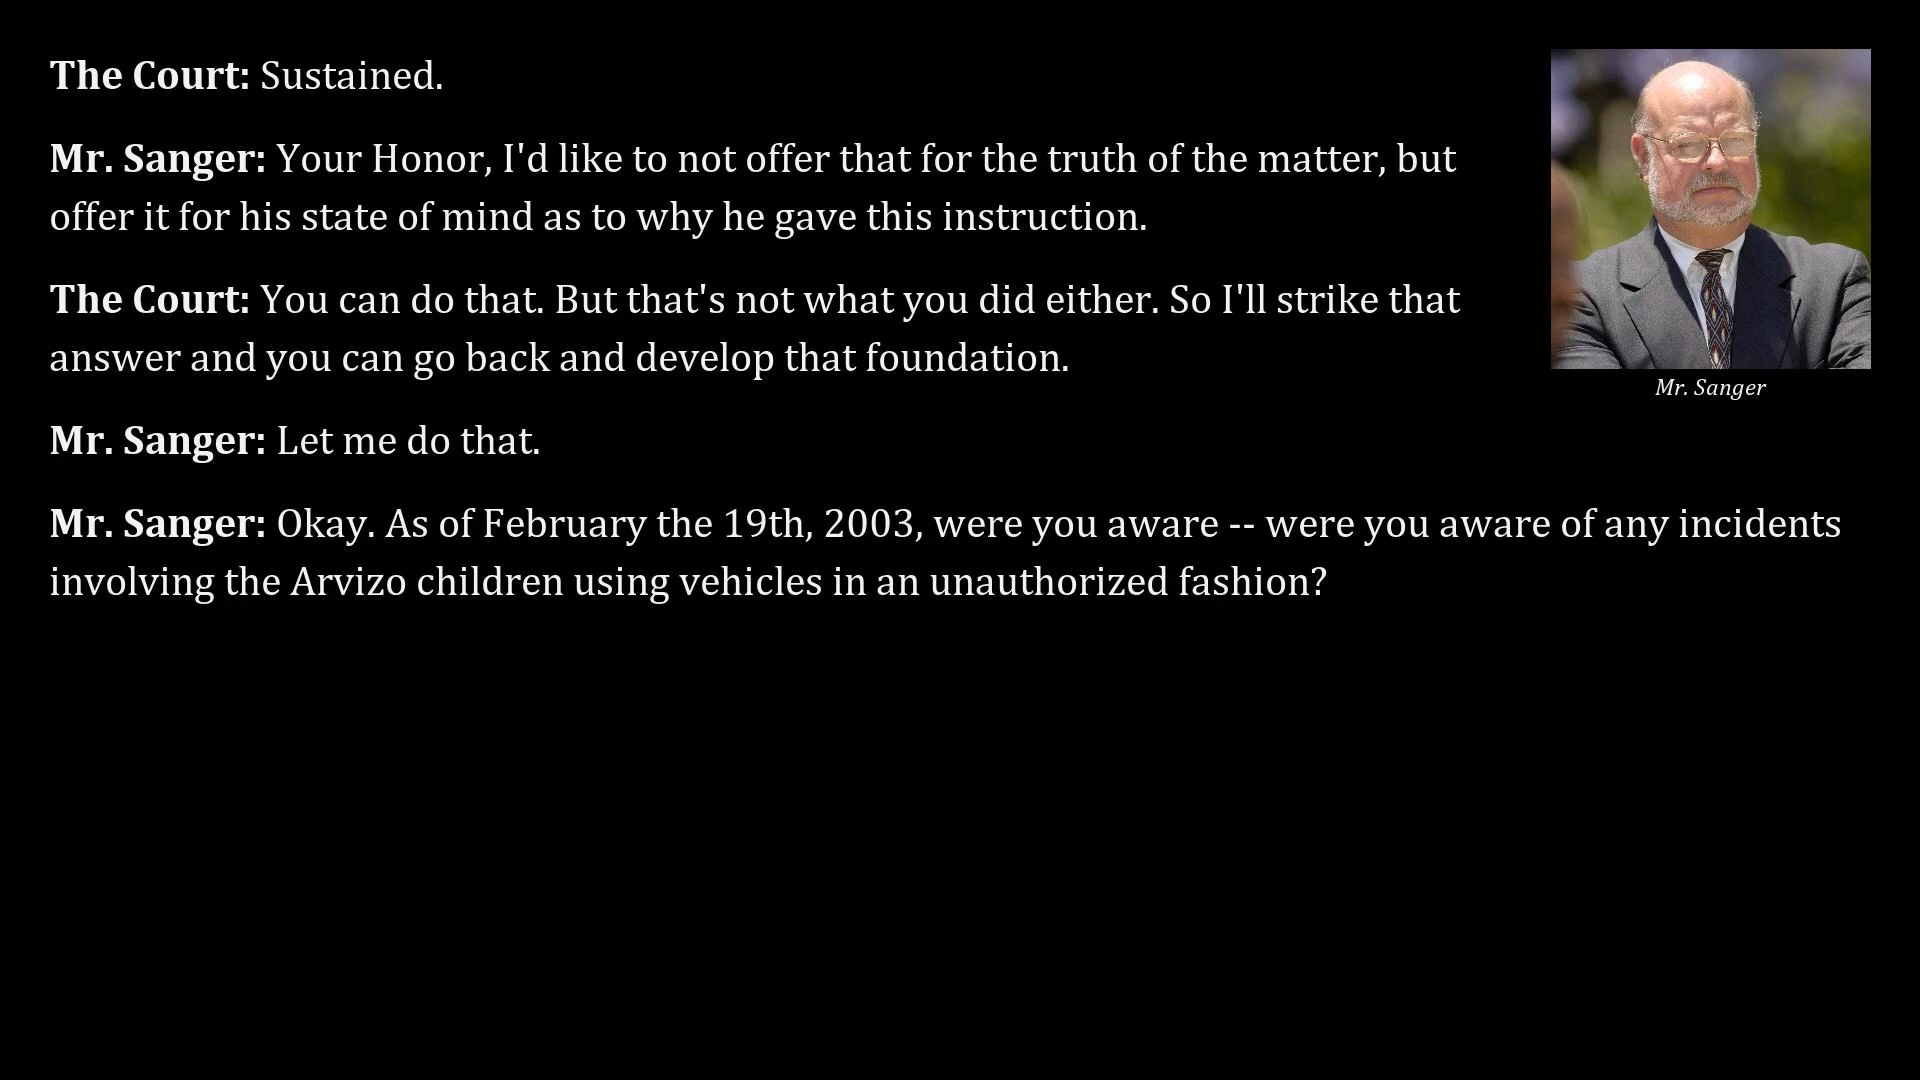 The Court: Sustained.
Mr. Sanger: Your Honor, I'd like to not offer that for the truth of the matter, but
offer it for his state of mind as to why he gave this instruction.
The Court: You can do that. But that's not what you did either. So I'll strike that
answer and you can go back and develop that foundation.
Mr. Sanger
Mr. Sanger: Let me do that.
Mr. Sanger: Okay. As of February the 19th, 2003, were you aware -- were you aware of any incidents
involving the Arvizo children using vehicles in an unauthorized fashion?